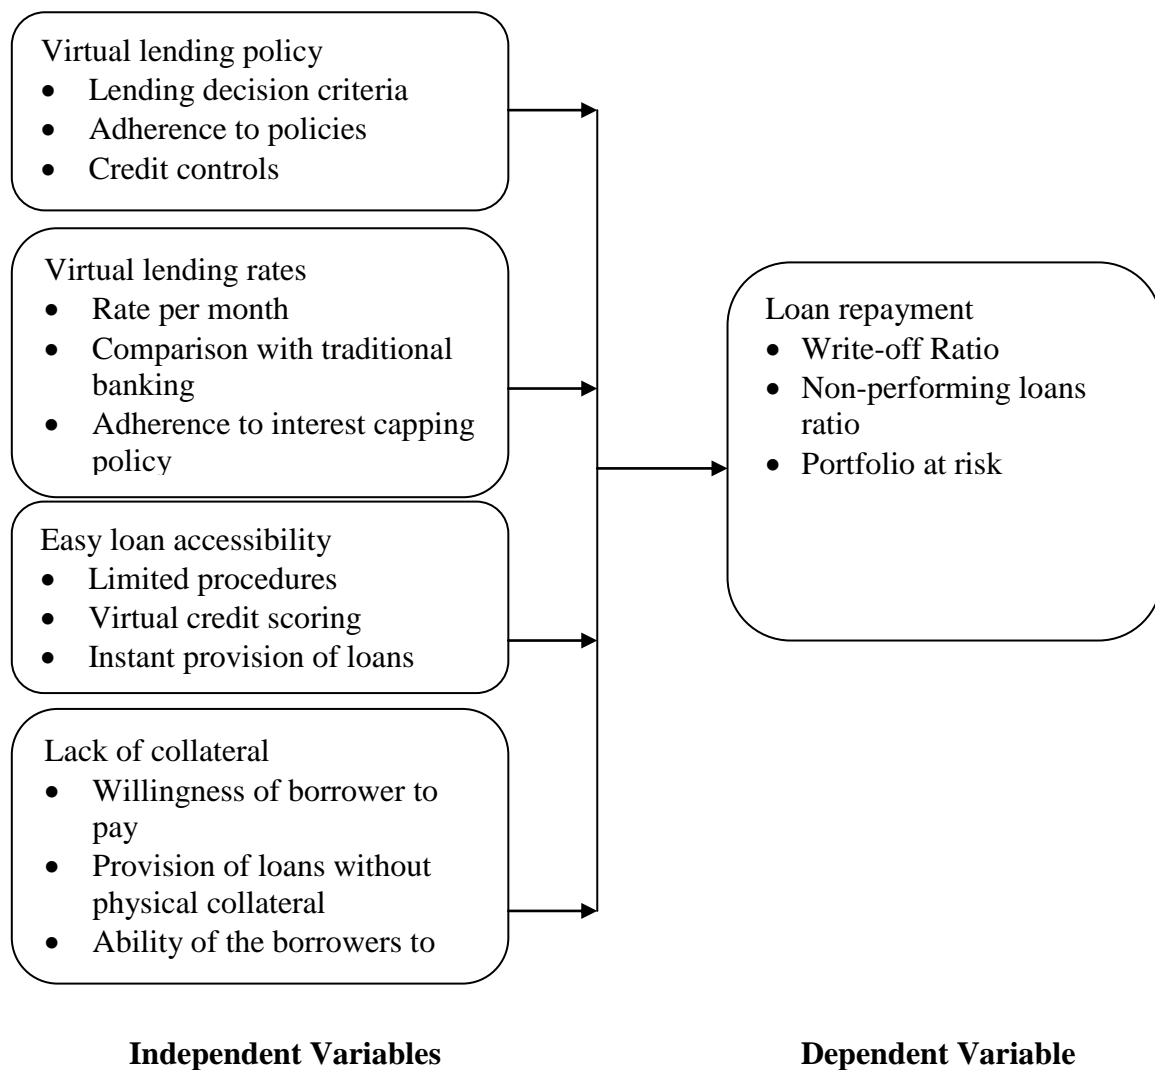 Virtual lending policy
• Lending decision criteria
• Adherence to policies
• Credit controls
Virtual lending rates
• Rate per month
• Comparison with traditional
banking
• Adherence to interest capping
policy
Easy loan accessibility
• Limited procedures
• Virtual credit scoring
• Instant provision of loans
Lack of collateral
• Willingness of borrower to
pay
• Provision of loans without
physical collateral
• Ability of the borrowers to
Loan repayment
• Write-off Ratio
• Non-performing loans
ratio
• Portfolio at risk
Independent Variables
Dependent Variable